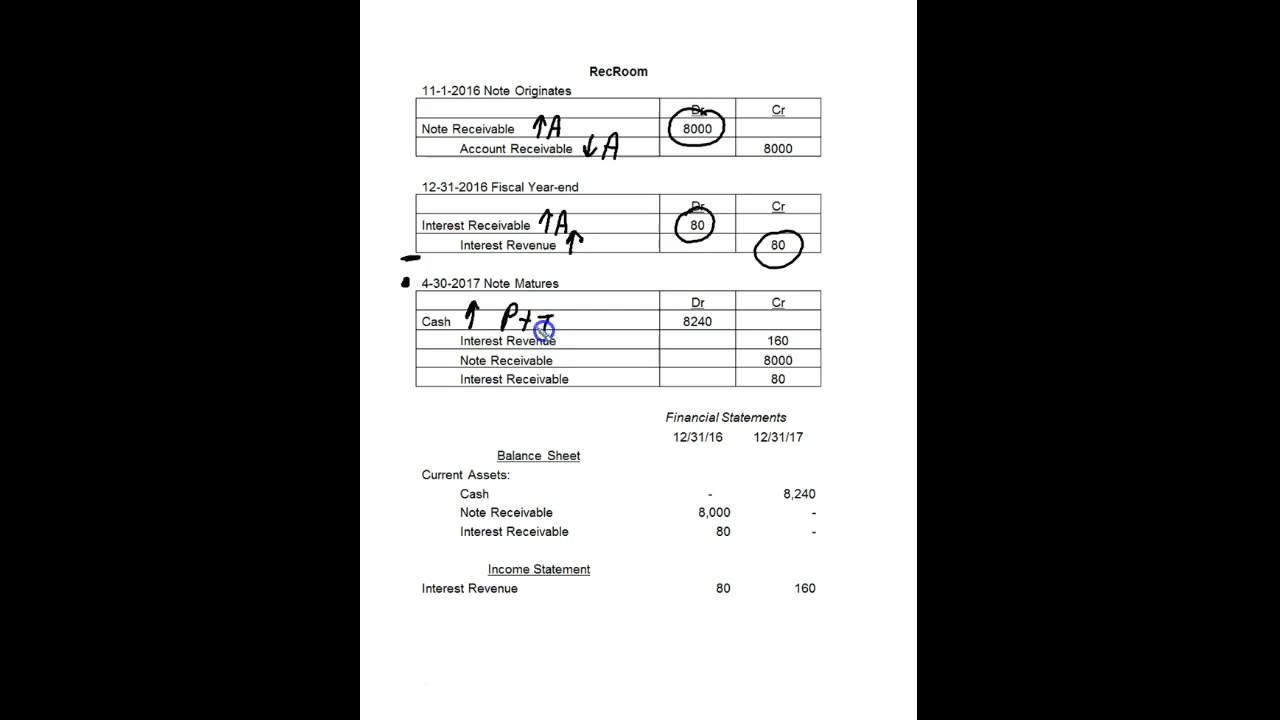 RecRoom
11-1-2016 Note Originates
Dr Cr
Note Receivable ↑A 8000
Account Receivable ↓A 8000
12-31-2016 Fiscal Year-end
Dr Cr
Interest Receivable ↑A 80
Interest Revenue ↑ 80
4-30-2017 Note Matures
Dr Cr
Cash ↑ P+I 8240
Interest Revenue 160
Note Receivable 8000
Interest Receivable 80
Financial Statements
12/31/16 12/31/17
Balance Sheet
Current Assets:
Cash - 8,240
Note Receivable 8,000 -
Interest Receivable 80 -
Income Statement
Interest Revenue 80 160